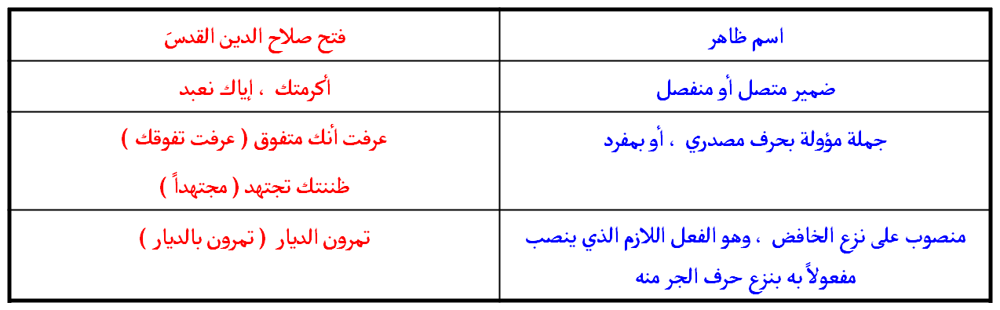 اسم ظاهر
فتح صلاح الدين القدسَ
ضمير متصل أو منفصل
أكرمتك ، إياك نعبد
جملة مؤولة بحرف مصدري ، أو بمفرد
عرفت أنك متفوق ( عرفت تفوقك )
ظننتك تجتهد ( مجتهداً )
منصوب على نزع الخافض ، وهو الفعل اللازم الذي ينصب
مفعولاً به بنزع حرف الجر منه
تمرون الديار ( تمرون بالديار )